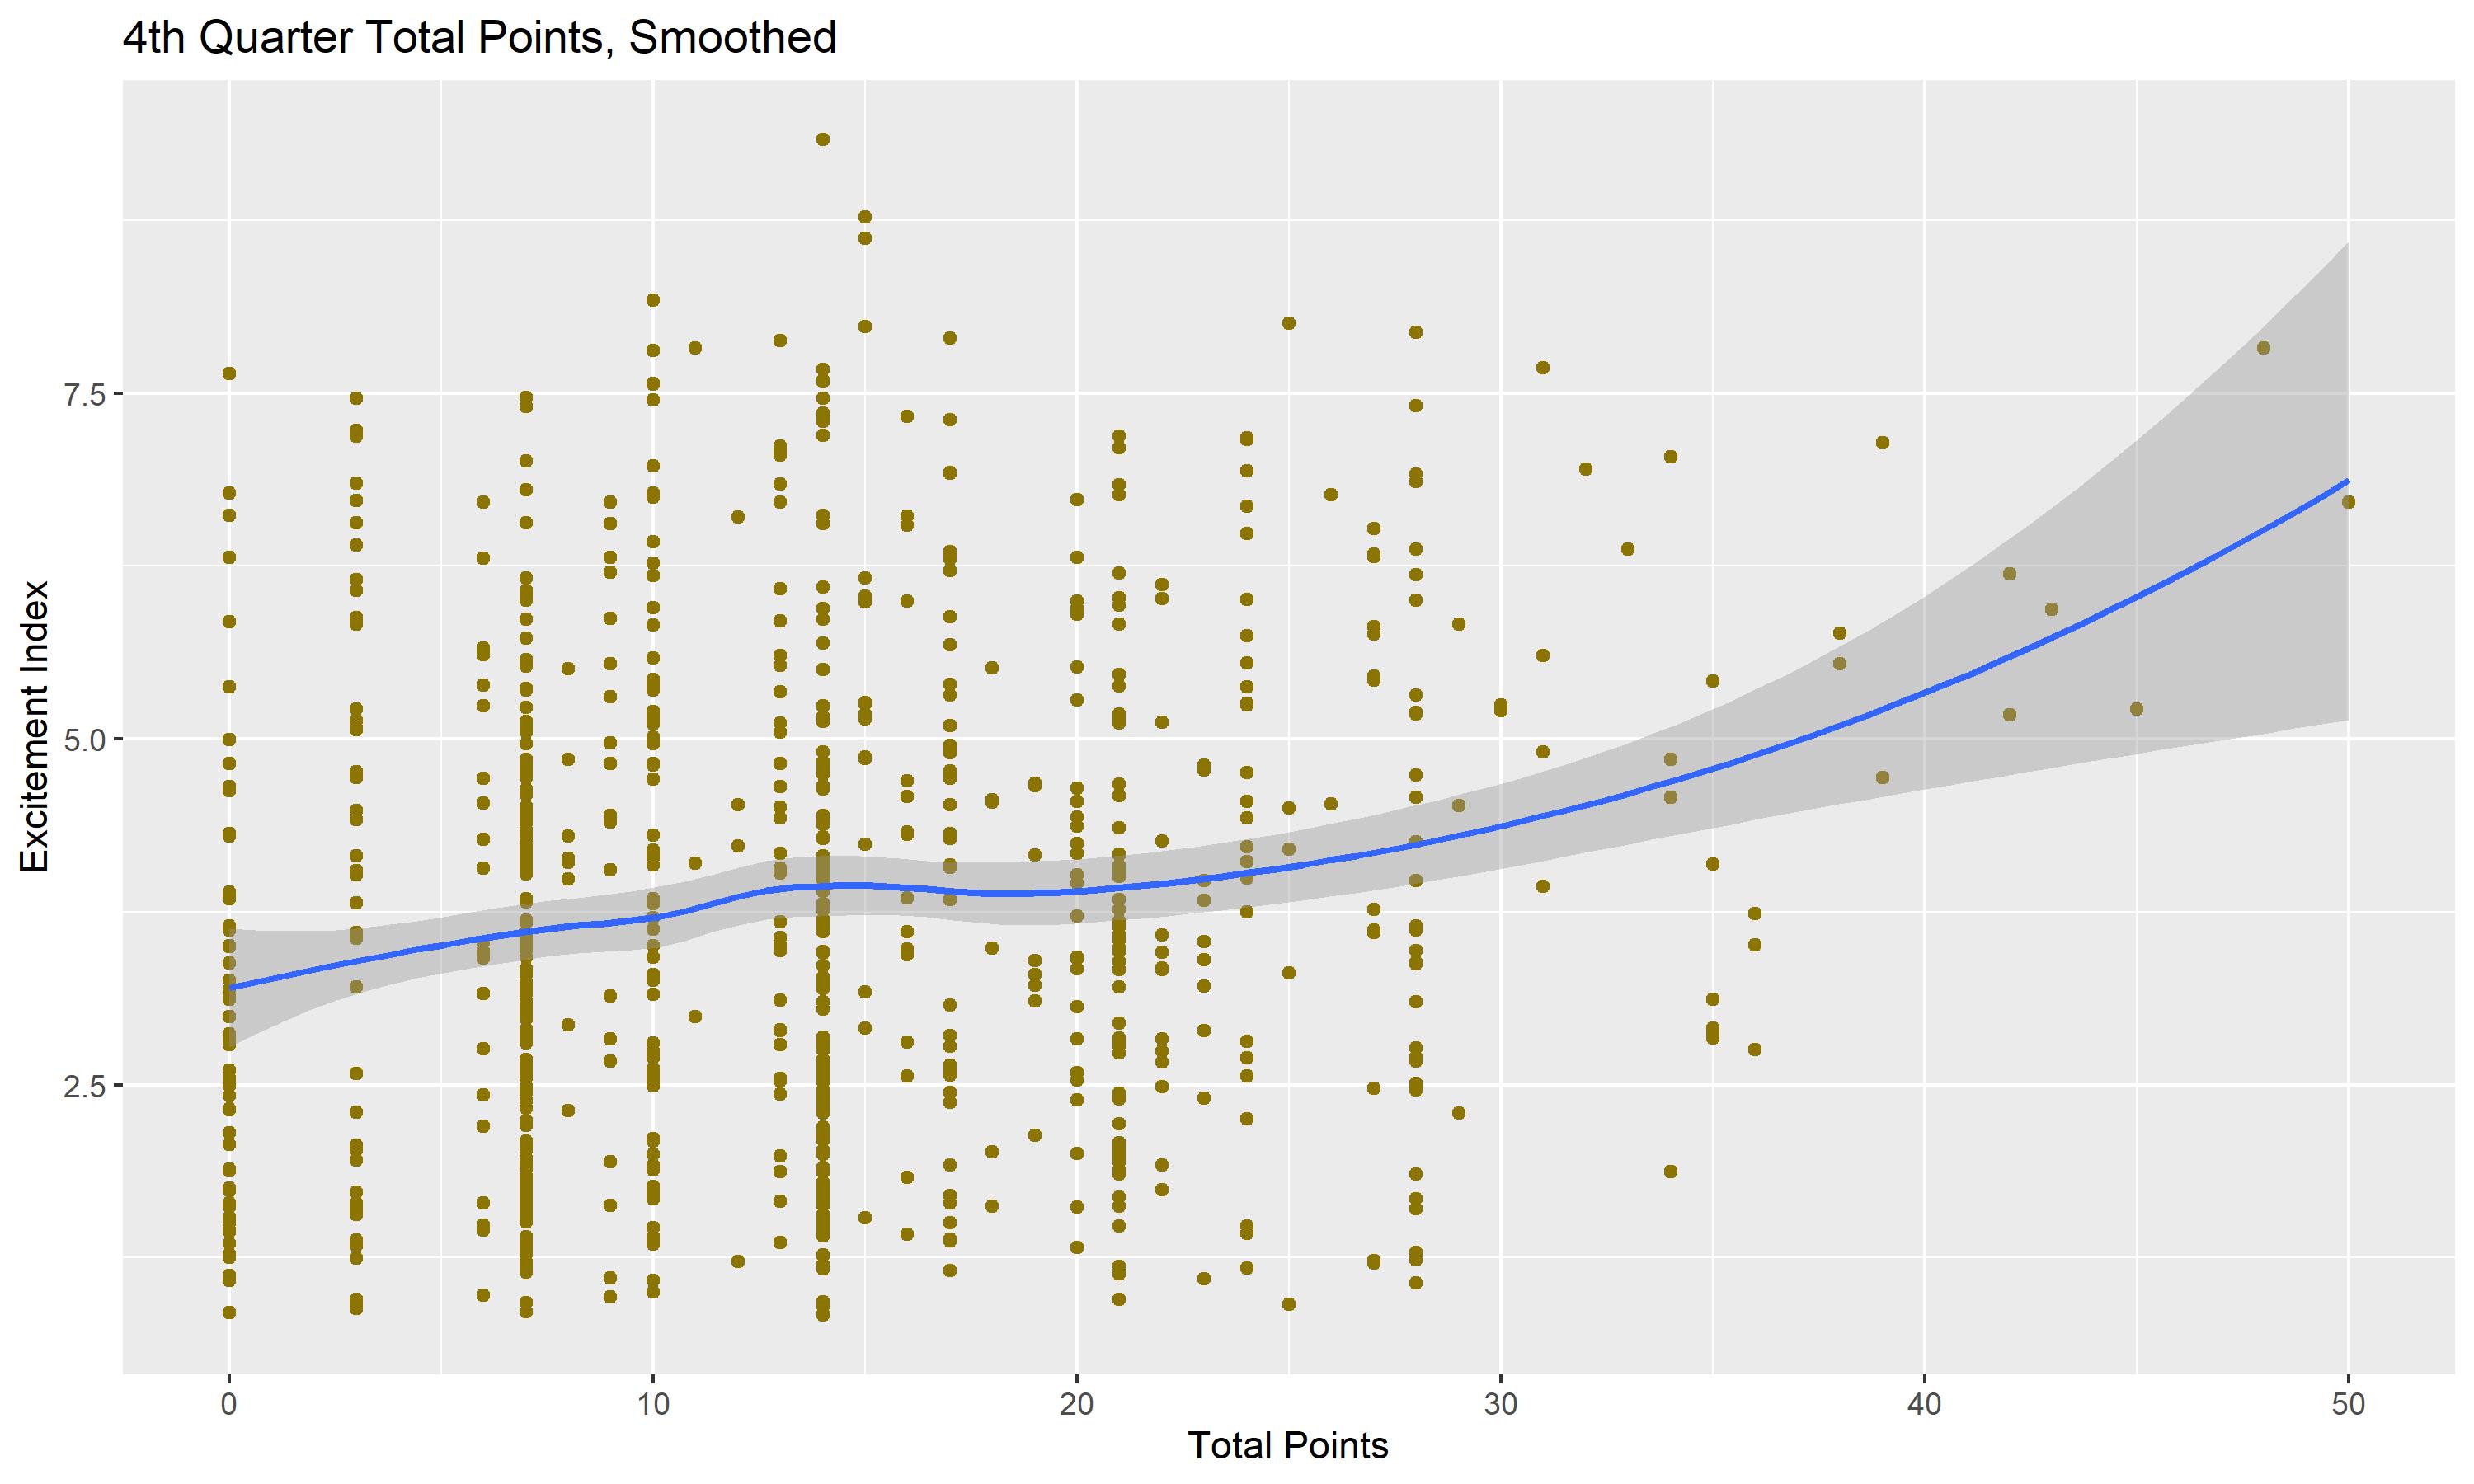 4th Quarter Total Points, Smoothed
Excitement Index
7.5
5.0
2.5
0 10 20 30 40 50
Total Points